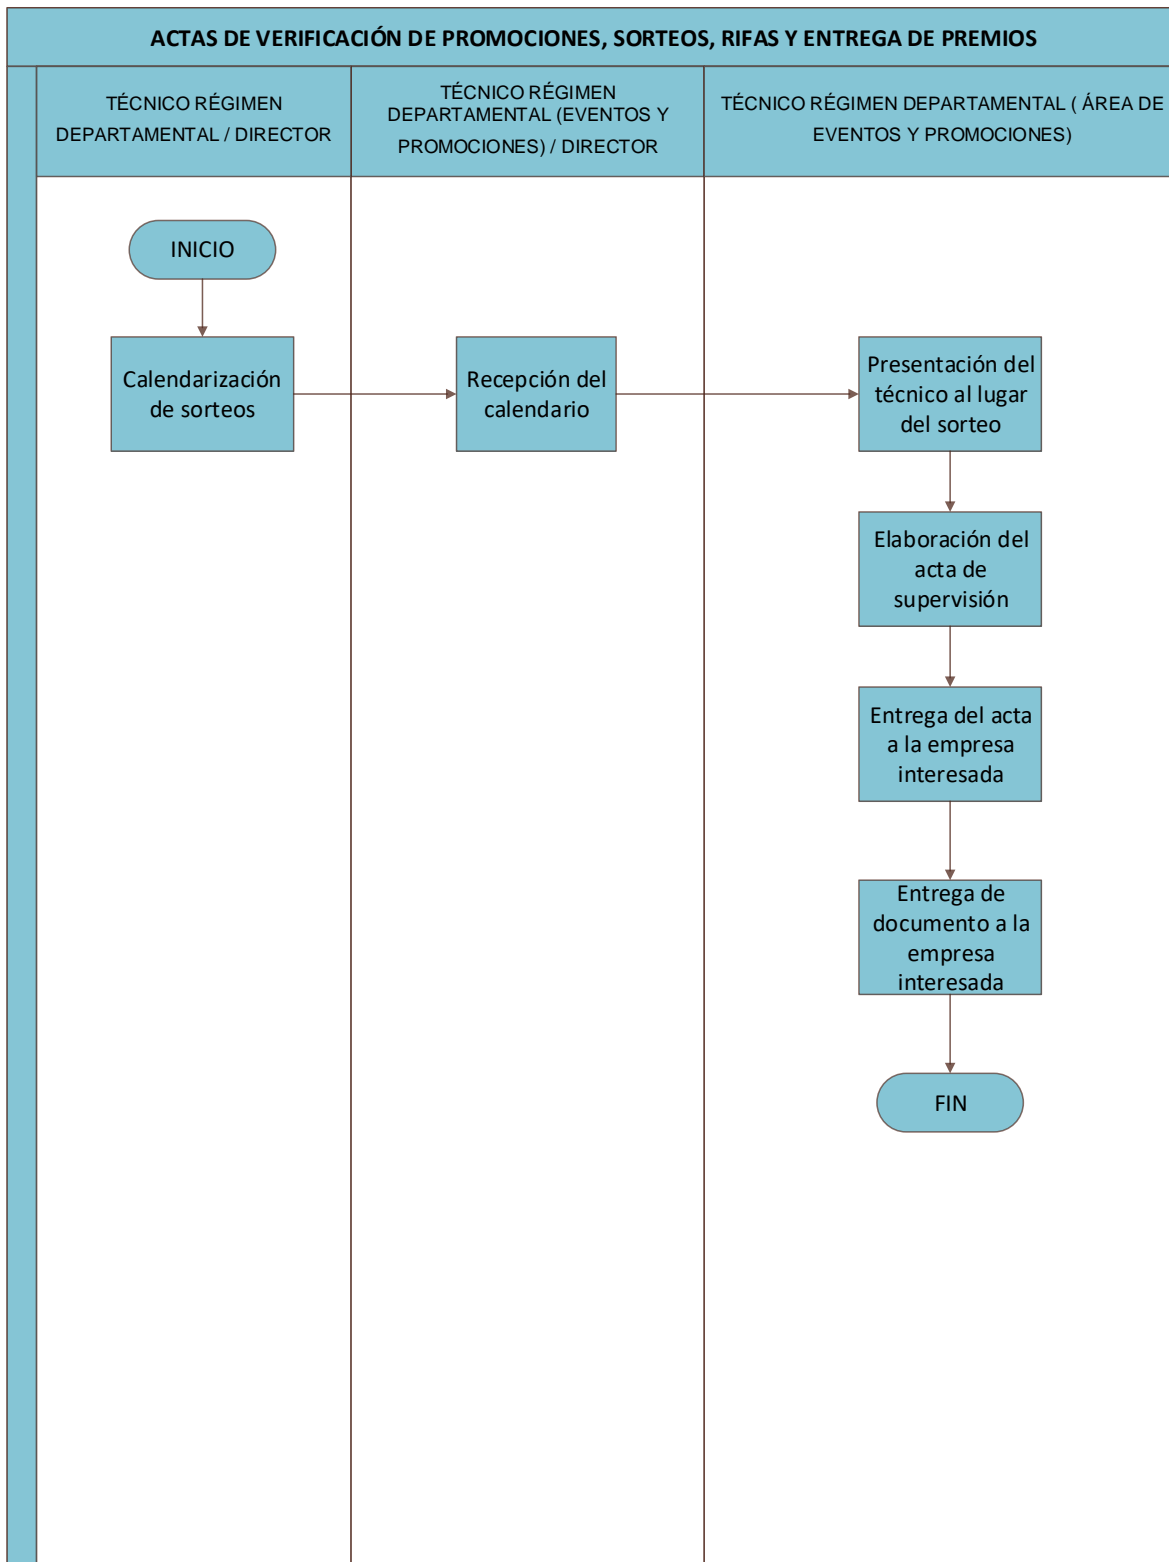 ACTAS DE VERIFICACIÓN DE PROMOCIONES, SORTEOS, RIFAS Y ENTREGA DE PREMIOS
TÉCNICO RÉGIMEN
DEPARTAMENTAL / DIRECTOR
TÉCNICO RÉGIMEN
DEPARTAMENTAL (EVENTOS Y
PROMOCIONES) / DIRECTOR
TÉCNICO RÉGIMEN DEPARTAMENTAL ( ÁREA DE
EVENTOS Y PROMOCIONES)
INICIO
Calendarización
de sorteos
Recepción del
calendario
Presentación del
técnico al lugar
del sorteo
Elaboración del
acta de
supervisión
Entrega del acta
a la empresa
interesada
Entrega de
documento a la
empresa
interesada
FIN